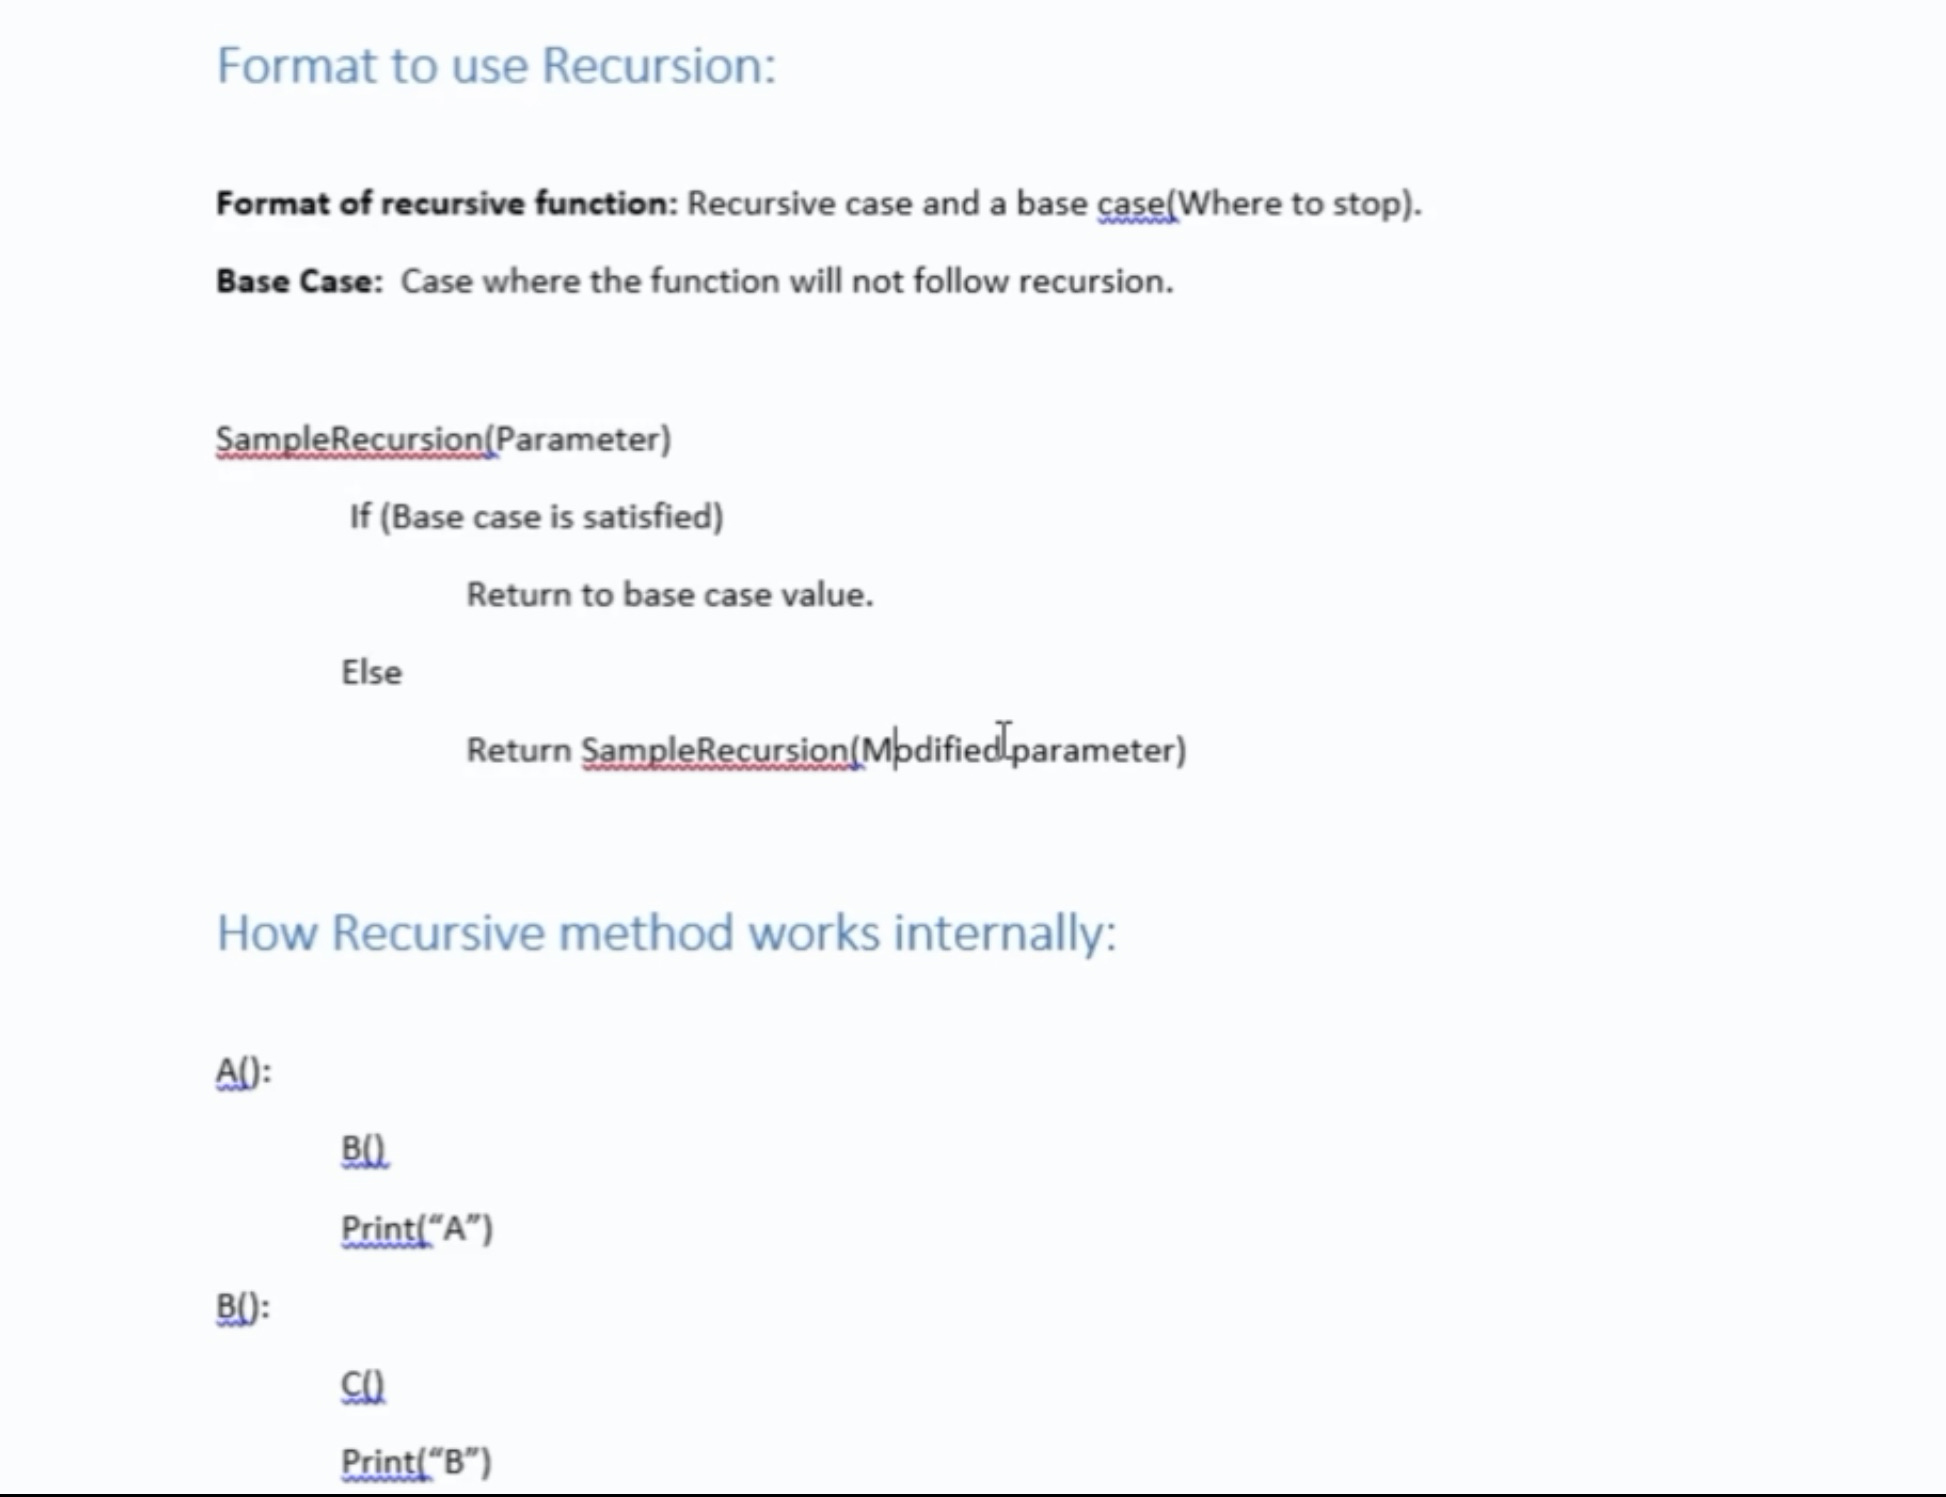 Format to use Recursion:
Format of recursive function: Recursive case and a base case(Where to stop).
Base Case: Case where the function will not follow recursion.
SampleRecursion(Parameter)
If (Base case is satisfied)
Return to base case value.
Else
Return SampleRecursion(Modified parameter)
How Recursive method works internally:
A():
B()
Print(“A”)
B():
C()
Print(“B”)